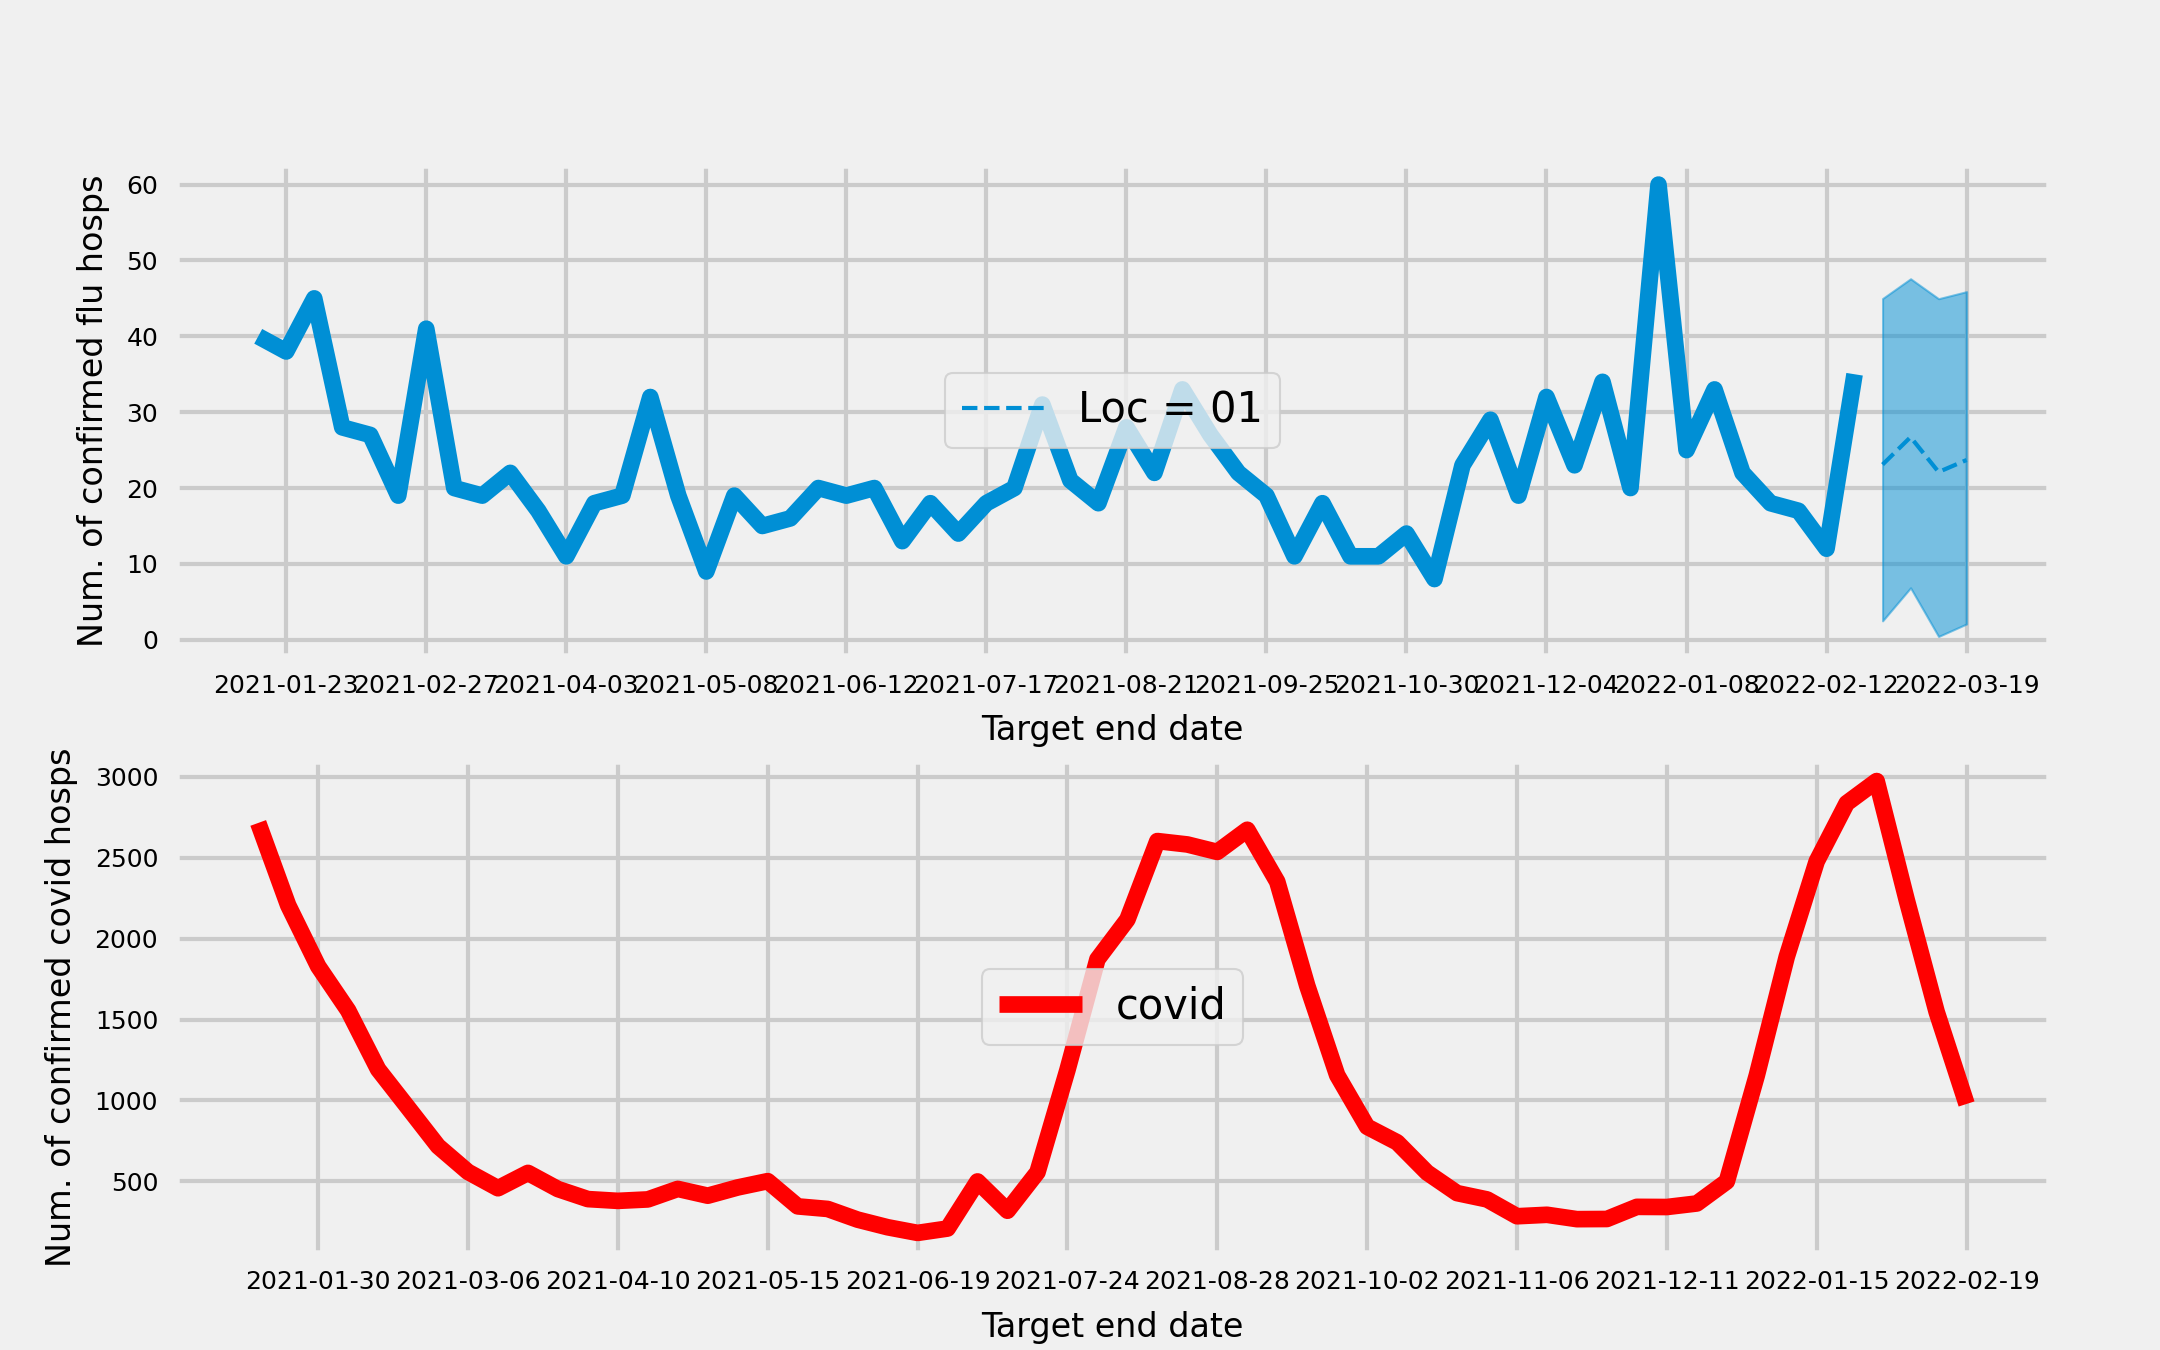 Num. of confirmed flu hosps
60
50
40
30
20
10
0
Loc = 01
2021-01-23 2021-02-27 2021-04-03 2021-05-08 2021-06-12 2021-07-17 2021-08-21 2021-09-25 2021-10-30 2021-12-04 2022-01-08 2022-02-12 2022-03-19
Target end date
Num. of confirmed covid hosps
3000
2500
2000
1500
1000
500
covid
2021-01-30 2021-03-06 2021-04-10 2021-05-15 2021-06-19 2021-07-24 2021-08-28 2021-10-02 2021-11-06 2021-12-11 2022-01-15 2022-02-19
Target end date